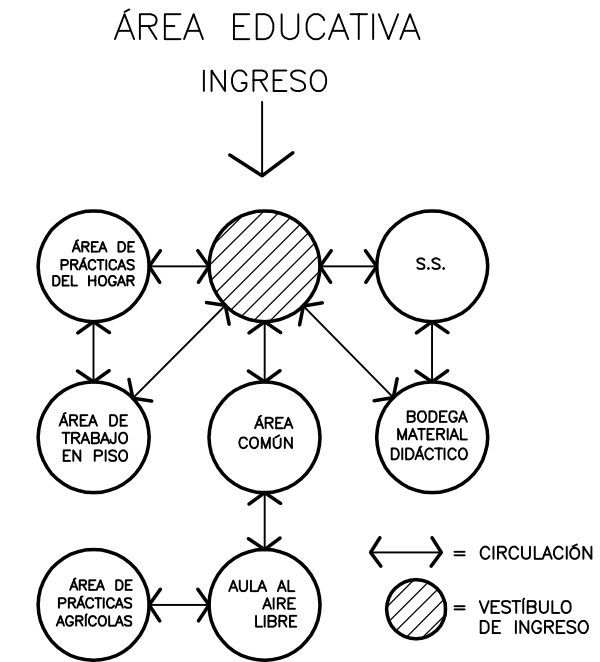 ÁREA EDUCATIVA
INGRESO
ÁREA DE
PRÁCTICAS
DEL HOGAR
S.S.
ÁREA DE
TRABAJO
EN PISO
ÁREA
COMÚN
BODEGA
MATERIAL
DIDÁCTICO
ÁREA DE
PRÁCTICAS
AGRÍCOLAS
AULA AL
AIRE
LIBRE
= CIRCULACIÓN
= VESTÍBULO
DE INGRESO